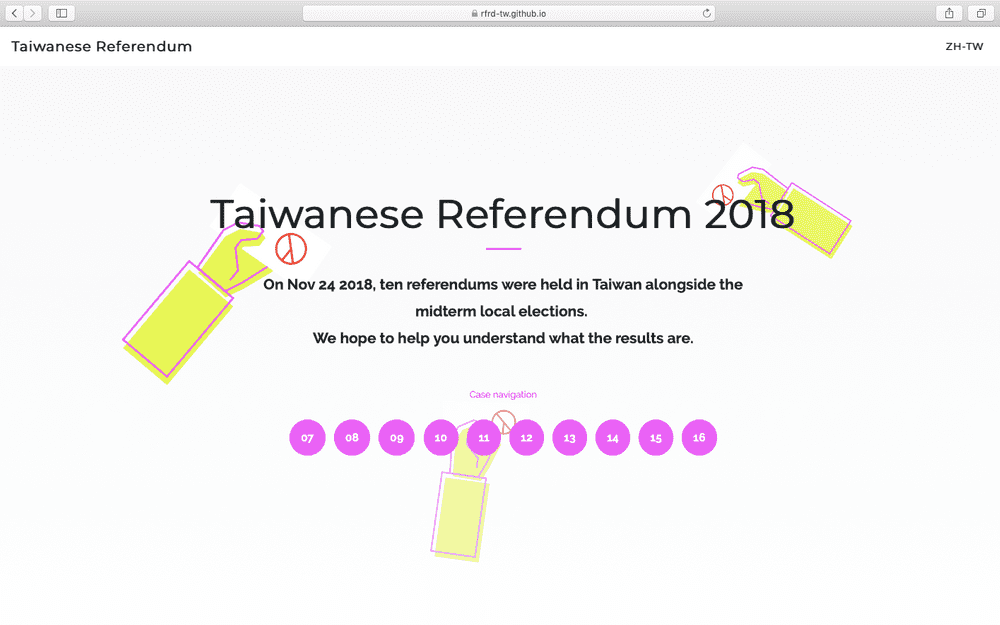 rfrd-tw.github.io
Taiwanese Referendum
ZH-TW
Taiwanese Referendum 2018
On Nov 24 2018, ten referendums were held in Taiwan alongside the
midterm local elections.
We hope to help you understand what the results are.
Case navigation
07 08 09 10 11 12 13 14 15 16